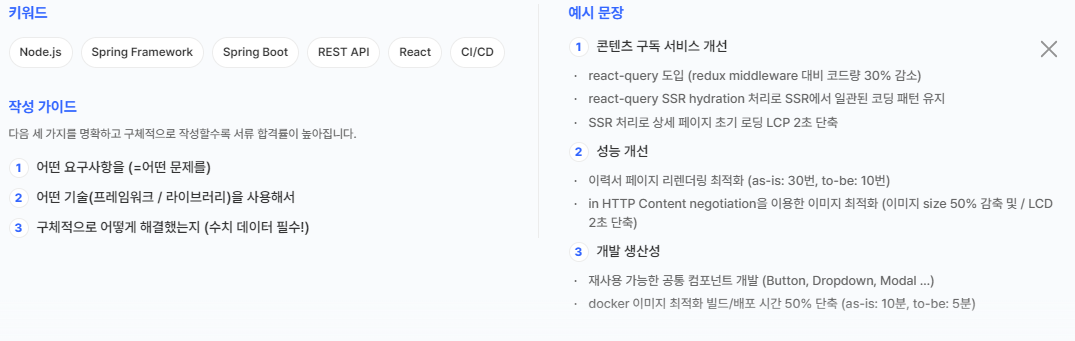 키워드
Node.js
Spring Framework
Spring Boot
REST API
React
CI/CD
작성 가이드
다음 세 가지를 명확하고 구체적으로 작성할수록 서류 합격률이 높아집니다.
1 어떤 요구사항을 (=어떤 문제를)
2 어떤 기술(프레임워크 / 라이브러리)을 사용해서
3 구체적으로 어떻게 해결했는지 (수치 데이터 필수!)
예시 문장
1 콘텐츠 구독 서비스 개선
· react-query 도입 (redux middleware 대비 코드량 30% 감소)
· react-query SSR hydration 처리로 SSR에서 일관된 코딩 패턴 유지
· SSR 처리로 상세 페이지 초기 로딩 LCP 2초 단축
2 성능 개선
· 이력서 페이지 리렌더링 최적화 (as-is: 30번, to-be: 10번)
· in HTTP Content negotiation을 이용한 이미지 최적화 (이미지 size 50% 감축 및 / LCD
2초 단축)
3 개발 생산성
· 재사용 가능한 공통 컴포넌트 개발 (Button, Dropdown, Modal ...)
· docker 이미지 최적화 빌드/배포 시간 50% 단축 (as-is: 10분, to-be: 5분)